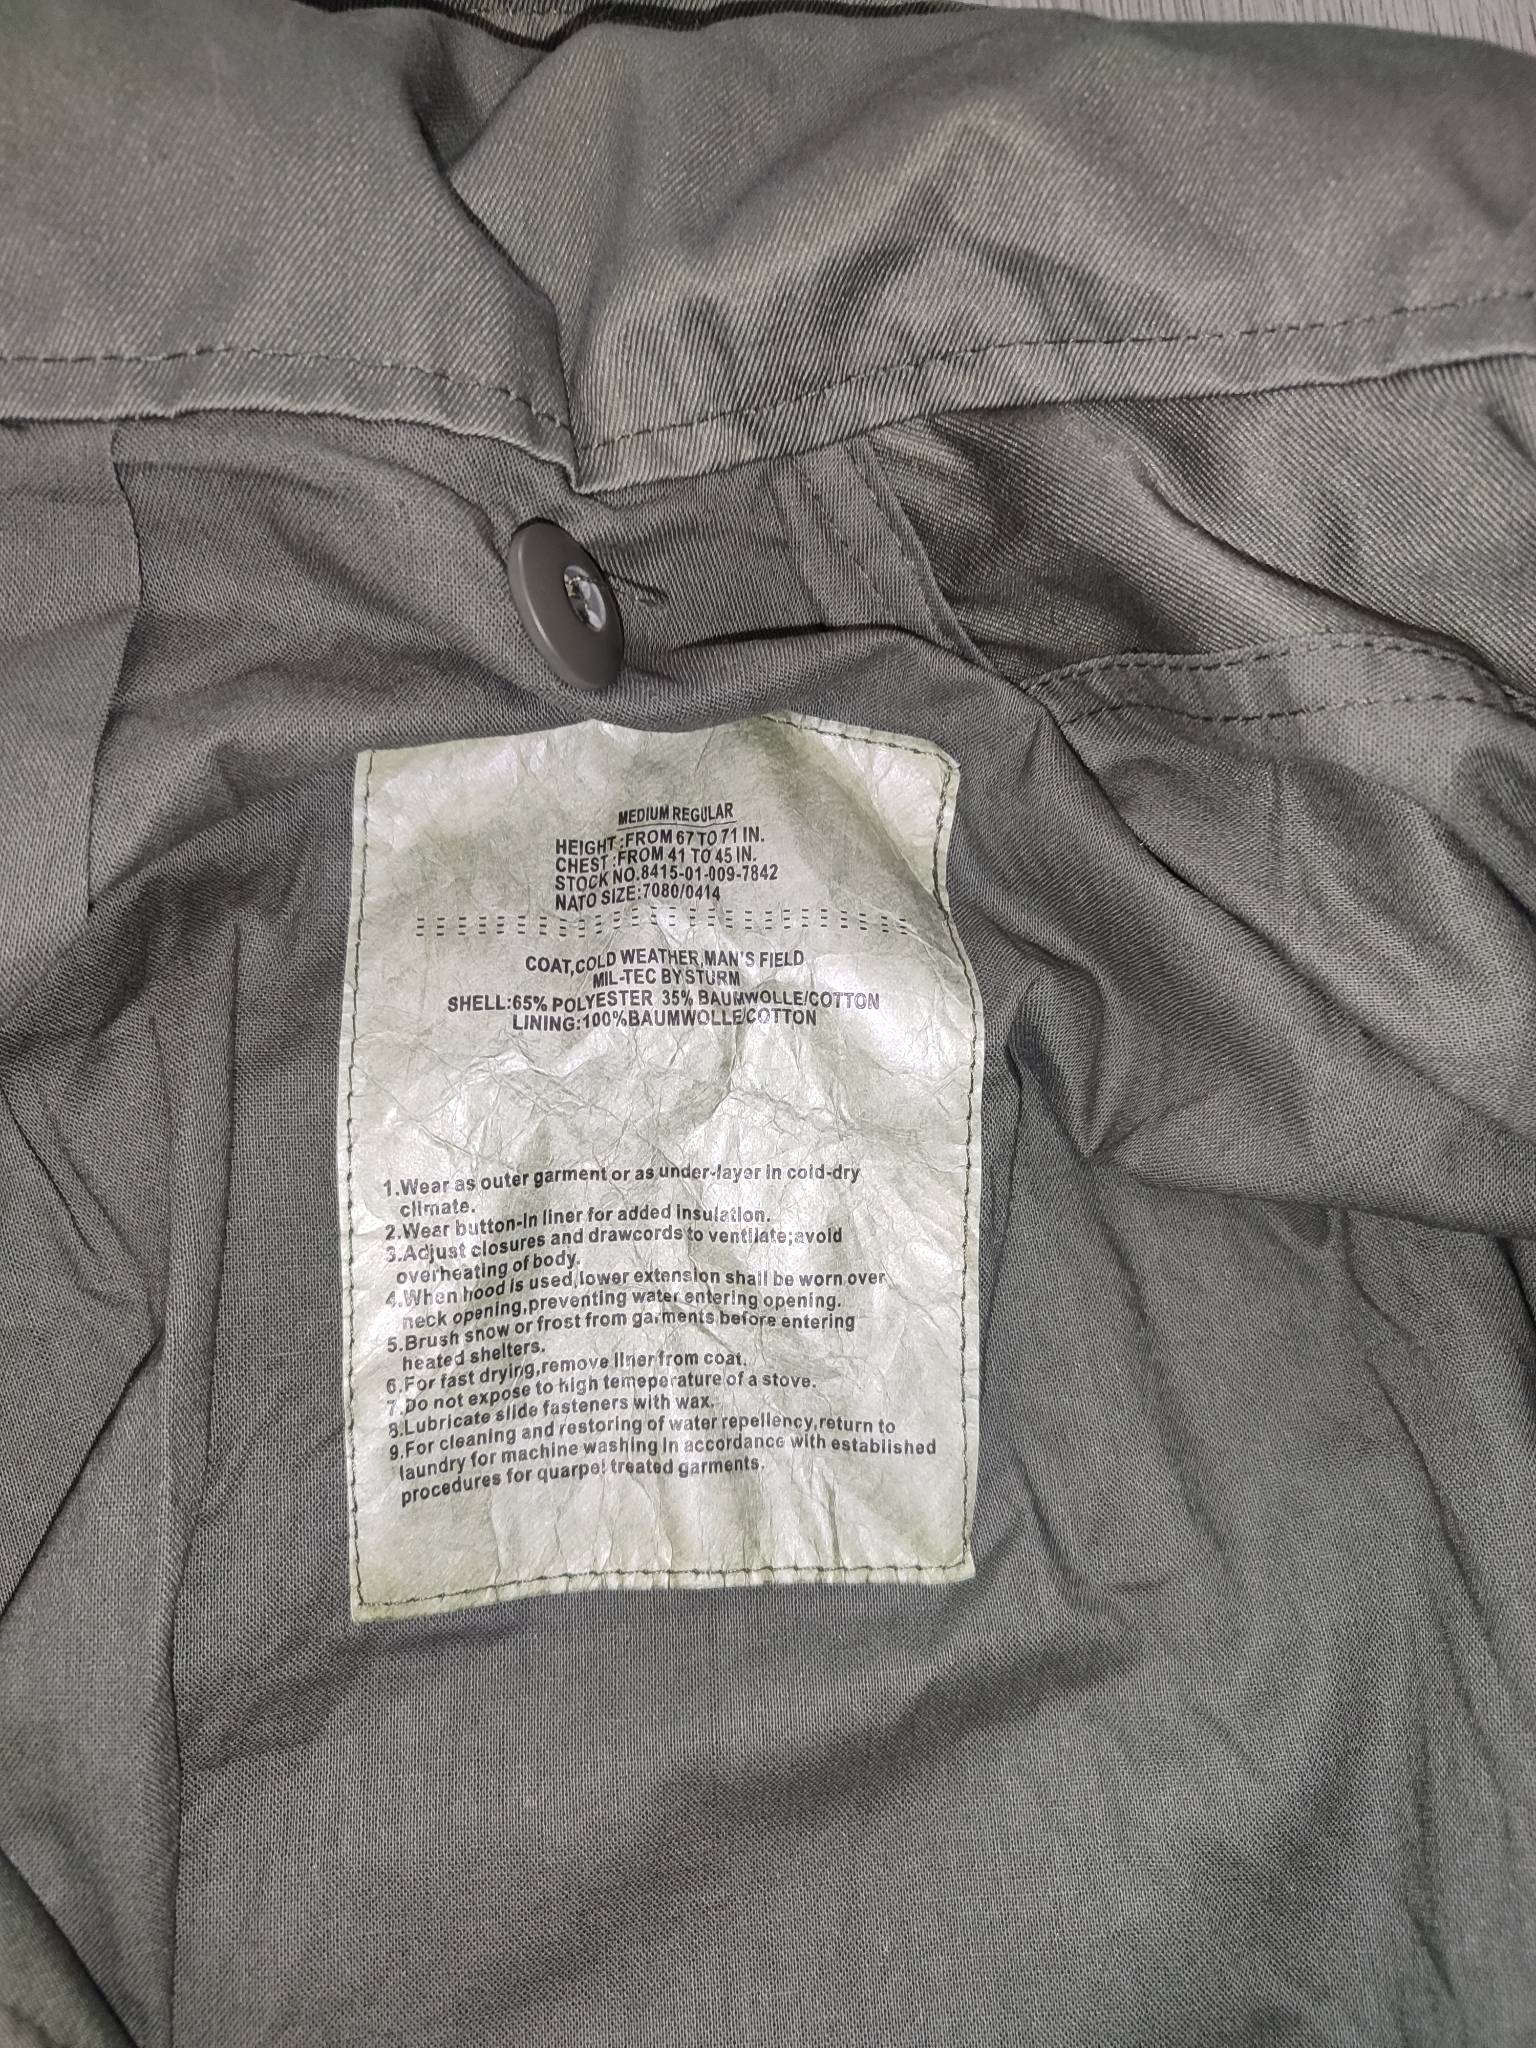 MEDIUM REGULAR
HEIGHT:FROM 67 TO 71 IN.
CHEST:FROM 41 TO 45 IN.
STOCK NO.8415-01-009-7842
NATO SIZE:7080/0414
COAT,COLD WEATHER,MAN'S FIELD
MIL-TEC BY STURM
SHELL:65% POLYESTER 35% BAUMWOLLE/COTTON
LINING:100%BAUMWOLLE/COTTON
1.Wear as outer garment or as under-layer in cold-dry
climate.
2.Wear button-in liner for added insulation.
3.Adjust closures and drawcords to ventilate;avoid
overheating of body.
4.When hood is used,lower extension shall be worn over
neck opening,preventing water entering opening.
5.Brush snow or frost from garments before entering
heated shelters.
6.For fast drying,remove liner from coat.
7.Do not expose to high temeperature of a stove.
8.Lubricate slide fasteners with wax.
9.For cleaning and restoring of water repellency,return to
laundry for machine washing in accordance with established
procedures for quarpel treated garments.